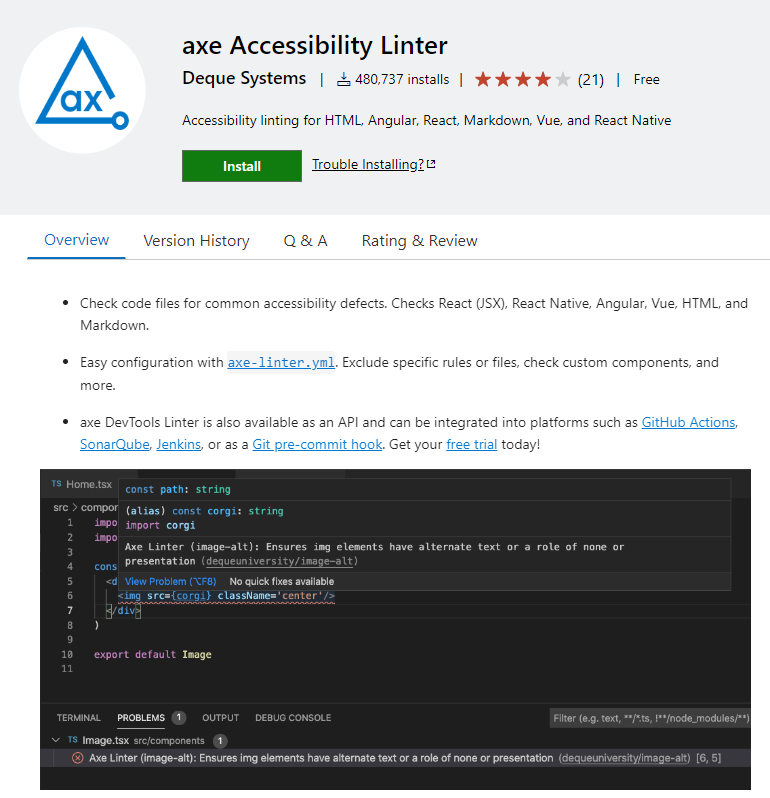 ax
axe Accessibility Linter
Deque Systems | 480,737 installs | (21) | Free
Accessibility linting for HTML, Angular, React, Markdown, Vue, and React Native
Install Trouble Installing?
Overview Version History Q & A Rating & Review
• Check code files for common accessibility defects. Checks React (JSX), React Native, Angular, Vue, HTML, and
Markdown.
• Easy configuration with axe-linter.yml. Exclude specific rules or files, check custom components, and
more.
• axe DevTools Linter is also available as an API and can be integrated into platforms such as GitHub Actions,
SonarQube, Jenkins, or as a Git pre-commit hook. Get your free trial today!
TS Home.tsx
const path: string
src > compon
(alias) const corgi: string
1 impo
import corgi
2 impo
3
Axe Linter (image-alt): Ensures img elements have alternate text or a role of none or
4 cons
presentation (dequeuniversity/image-alt)
5 <d
View Problem (⌥F8) No quick fixes available
6 <img src={corgi} className='center'/>
7 </div>
8 )
9
10 export default Image
11
TERMINAL PROBLEMS 1 OUTPUT DEBUG CONSOLE Filter (e.g. text, **/*.ts, !**/node_modules/**)
TS Image.tsx src/components 1
Axe Linter (image-alt): Ensures img elements have alternate text or a role of none or presentation (dequeuniversity/image-alt) [6, 5]